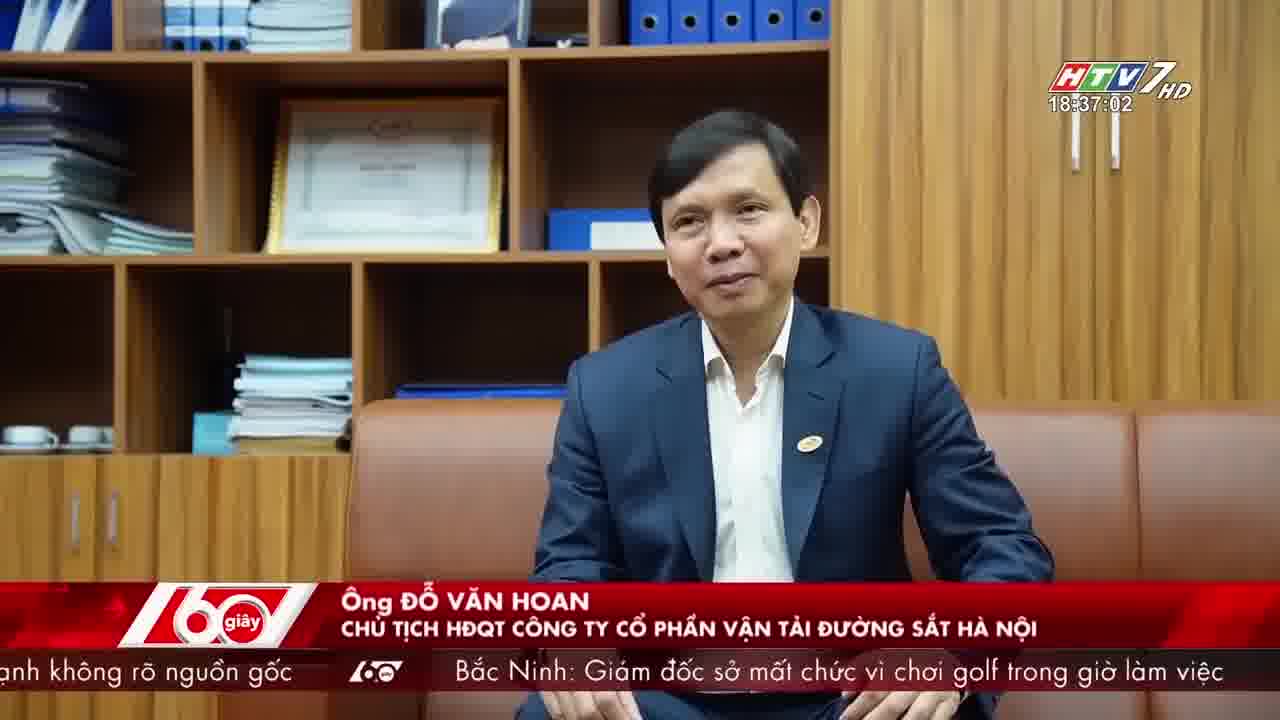 HTV7 HD
18:37:02
60 giây
Ông ĐỖ VĂN HOAN
CHỦ TỊCH HĐQT CÔNG TY CỔ PHẦN VẬN TẢI ĐƯỜNG SẮT HÀ NỘI
ạnh không rõ nguồn gốc 60 giây Bắc Ninh: Giám đốc sở mất chức vì chơi golf trong giờ làm việc